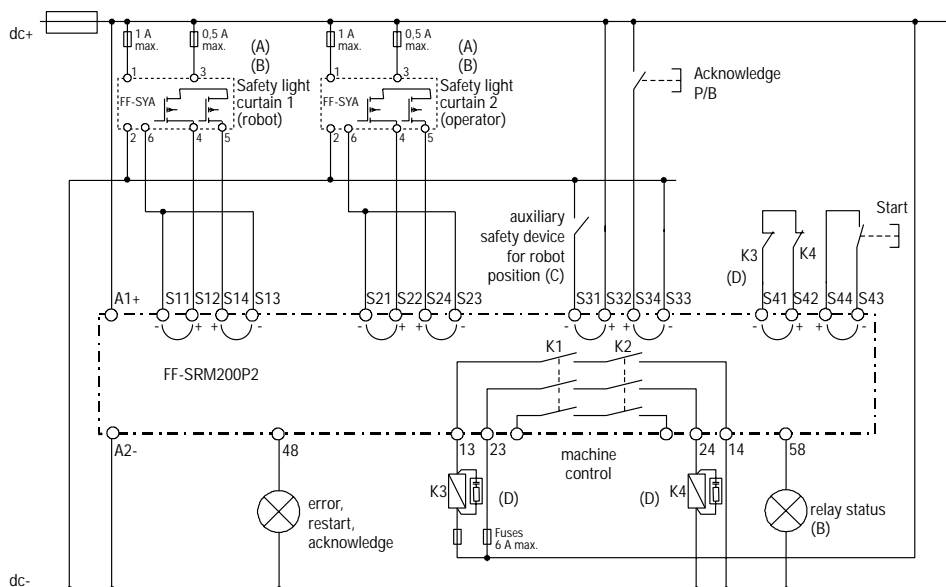 dc+
1 A
max.
0,5 A
max.
(A)
(B)
1
3
FF-SYA
Safety light
curtain 1
(robot)
2
6
4
5
1 A
max.
0,5 A
max.
(A)
(B)
1
3
FF-SYA
Safety light
curtain 2
(operator)
2
6
4
5
Acknowledge
P/B
auxiliary
safety device
for robot
position (C)
K3
(D)
K4
Start
A1+
S11
S12
S14
S13
S21
S22
S24
S23
S31
S32
S34
S33
S41
S42
S44
S43
- + + -
- + + -
- + + -
- + + -
FF-SRM200P2
K1
K2
A2-
48
13
23
machine
control
24
14
58
error,
restart,
acknowledge
K3
(D)
Fuses
6 A max.
(D)
K4
relay status
(B)
dc-